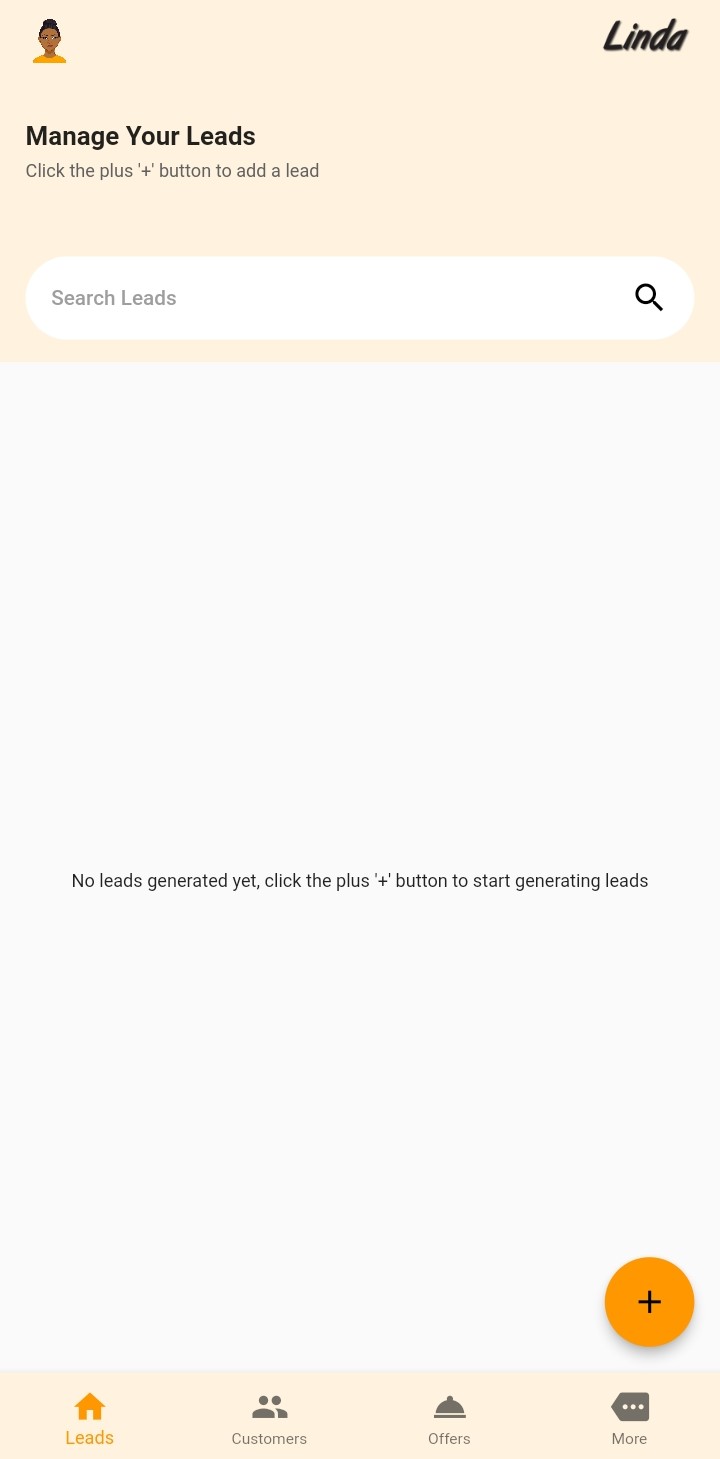 Linda
Manage Your Leads
Click the plus '+' button to add a lead
Search Leads
No leads generated yet, click the plus '+' button to start generating leads
+
Leads
Customers
Offers
More